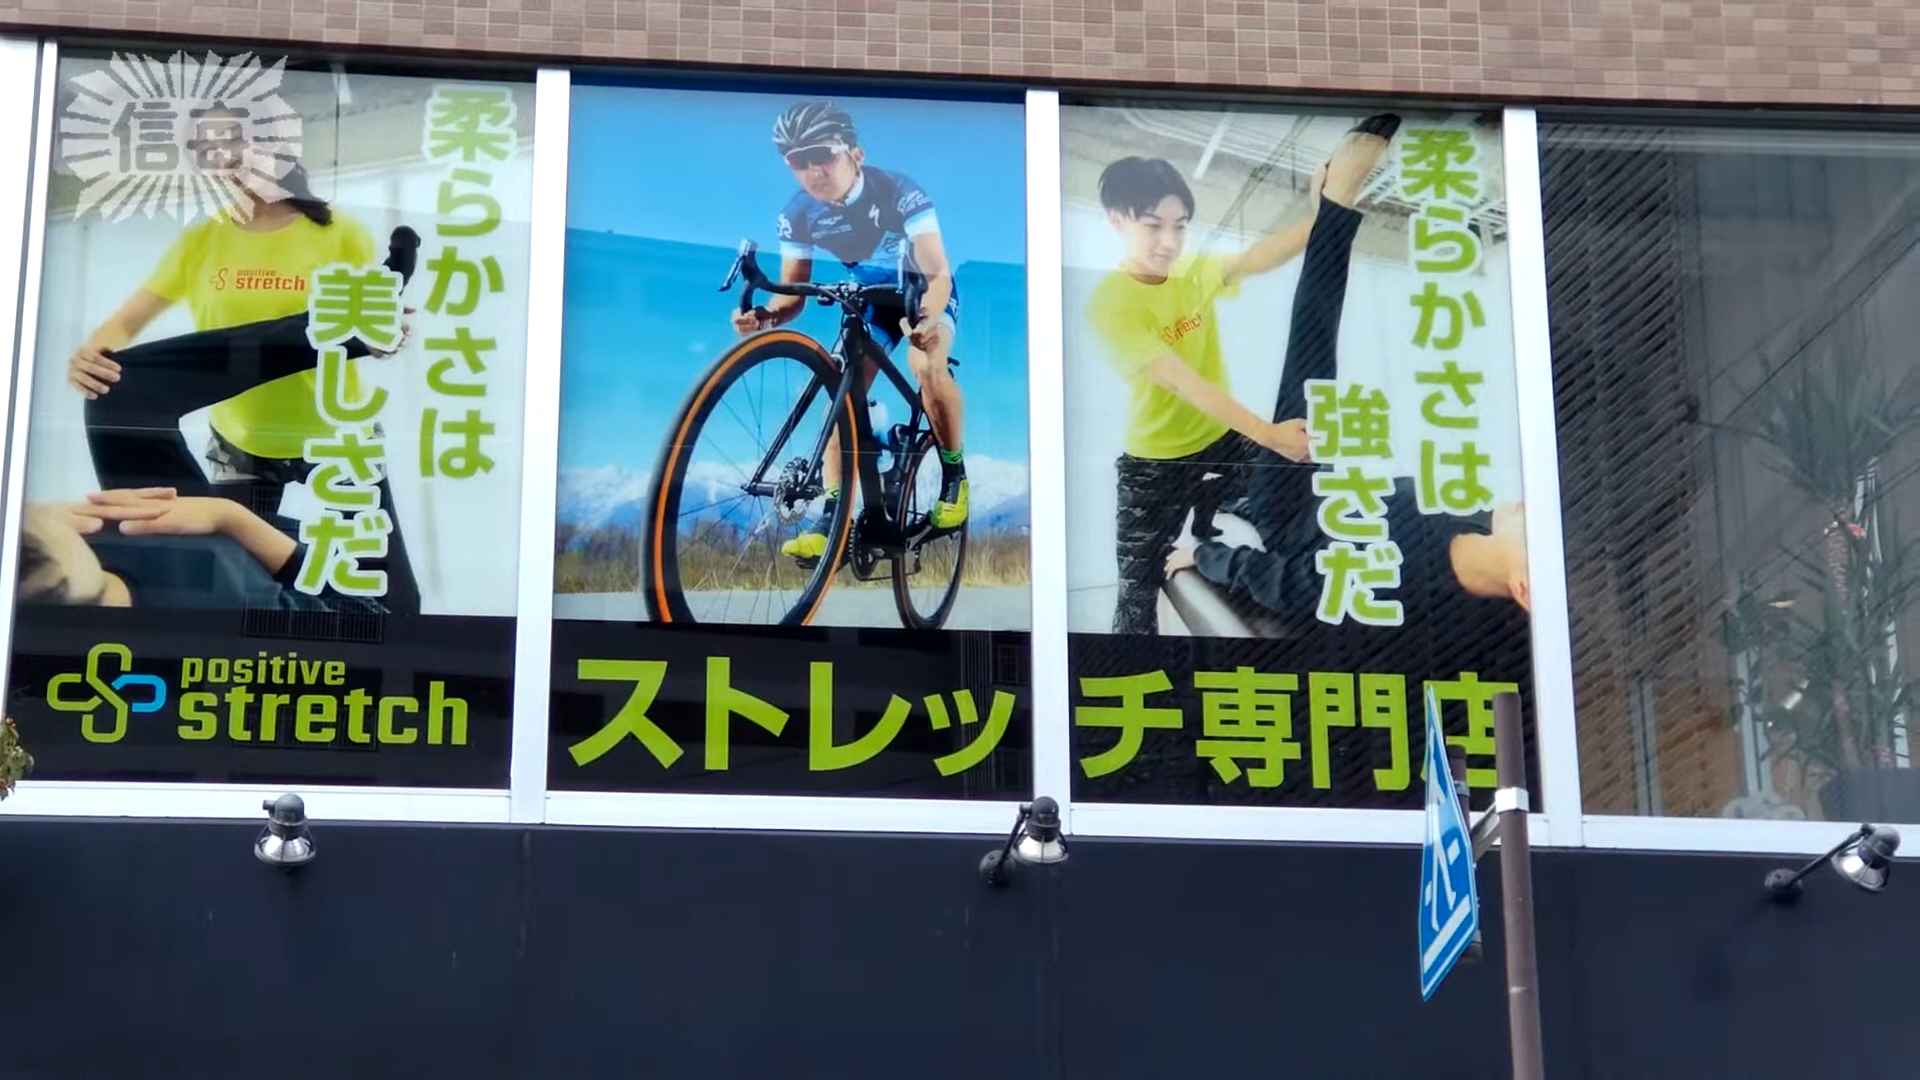 信毎
柔らかさは
美しさだ
positive
stretch
柔らかさは
強さだ
stretch
positive
stretch
ストレッチ専門店